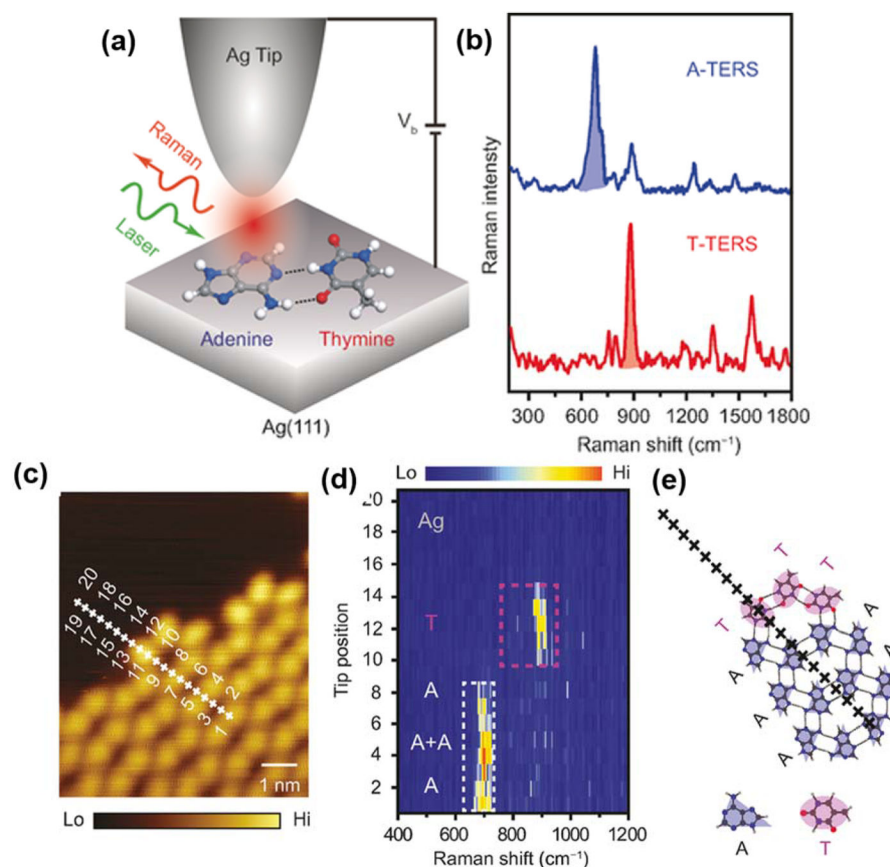 (a)
Ag Tip
V_b
Raman
Laser
Adenine
Thymine
Ag(111)
(b)
A-TERS
T-TERS
Raman intensty
300 600 900 1200 1500 1800
Raman shift (cm⁻¹)
(c)
20 18 16 14 12 10 8 6 4 2
19 17 15 13 11 9 7 5 3 1
1 nm
Lo Hi
(d)
Lo Hi
Ag
T
A
A+A
A
Tip position
20
18
16
14
12
10
8
6
4
2
400 600 800 1000 1200
Raman shift (cm⁻¹)
(e)
T
T
T
A
A
A
A
A
A
A T